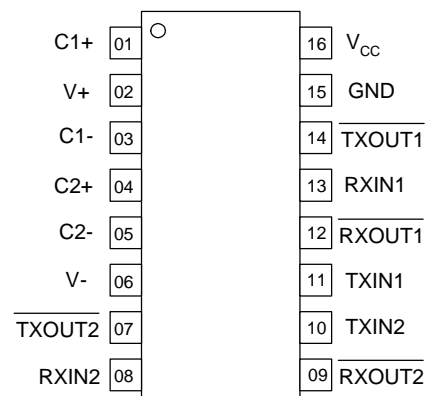 C1+ 01 16 VCC
V+ 02 15 GND
C1- 03 14 TXOUT1
C2+ 04 13 RXIN1
C2- 05 12 RXOUT1
V- 06 11 TXIN1
TXOUT2 07 10 TXIN2
RXIN2 08 09 RXOUT2